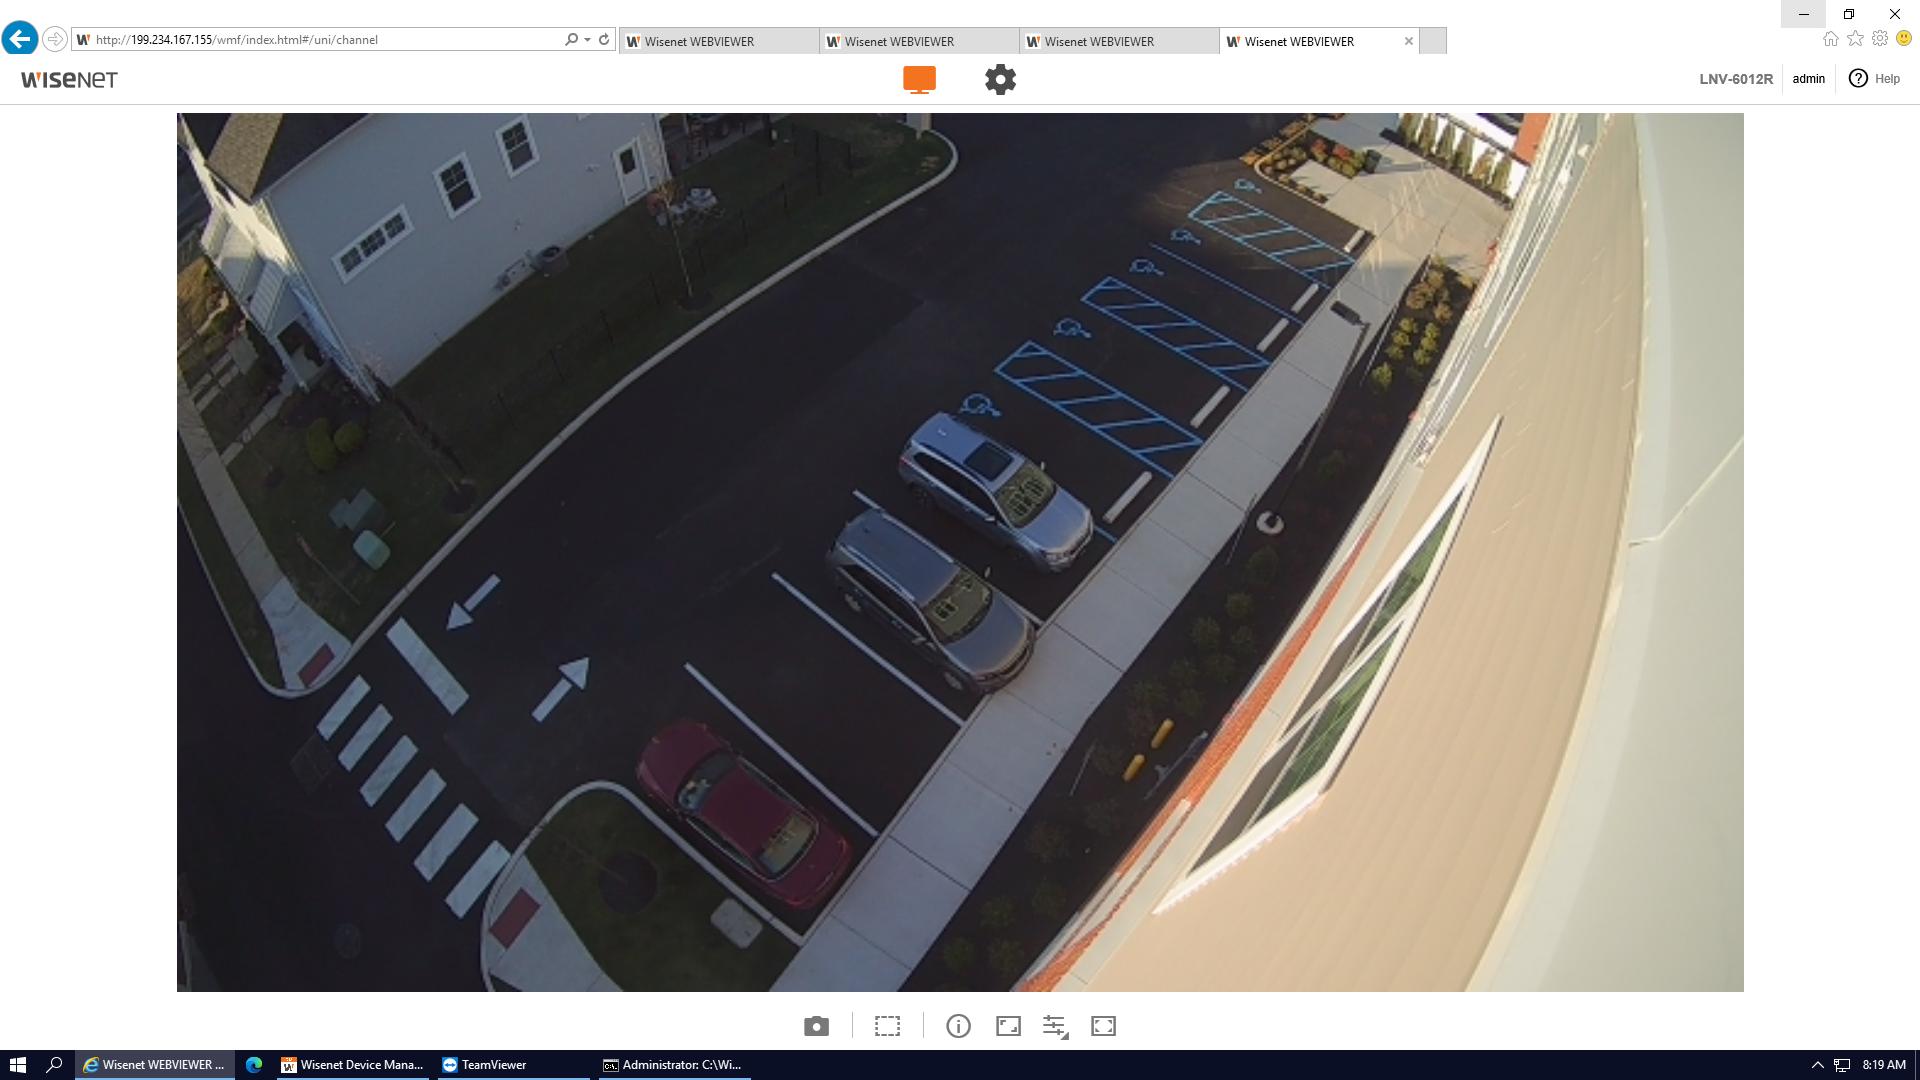 http://199.234.167.155/wmf/index.html#/uni/channel
Wisenet WEBVIEWER
Wisenet WEBVIEWER
Wisenet WEBVIEWER
Wisenet WEBVIEWER
WISENET
LNV-6012R
admin
? Help
Wisenet WEBVIEWER ...
Wisenet Device Mana...
TeamViewer
Administrator: C:\Wi...
8:19 AM